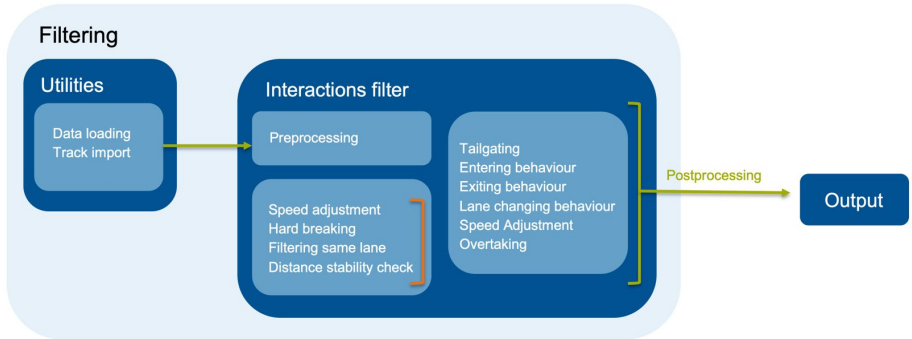 Filtering
Utilities
Data loading
Track import
Interactions filter
Preprocessing
Speed adjustment
Hard breaking
Filtering same lane
Distance stability check
Tailgating
Entering behaviour
Exiting behaviour
Lane changing behaviour
Speed Adjustment
Overtaking
Postprocessing
Output